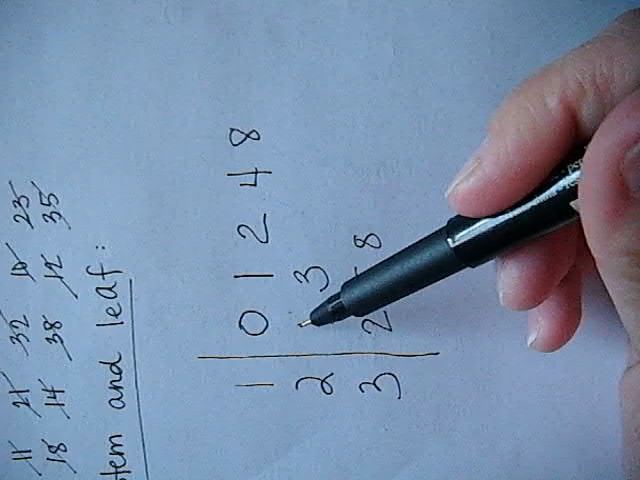 11 21 32 10 23
18 14 38 12 35
tem and leaf:
1 | 0 1 2 4 8
2 | 3
3 | 2 8